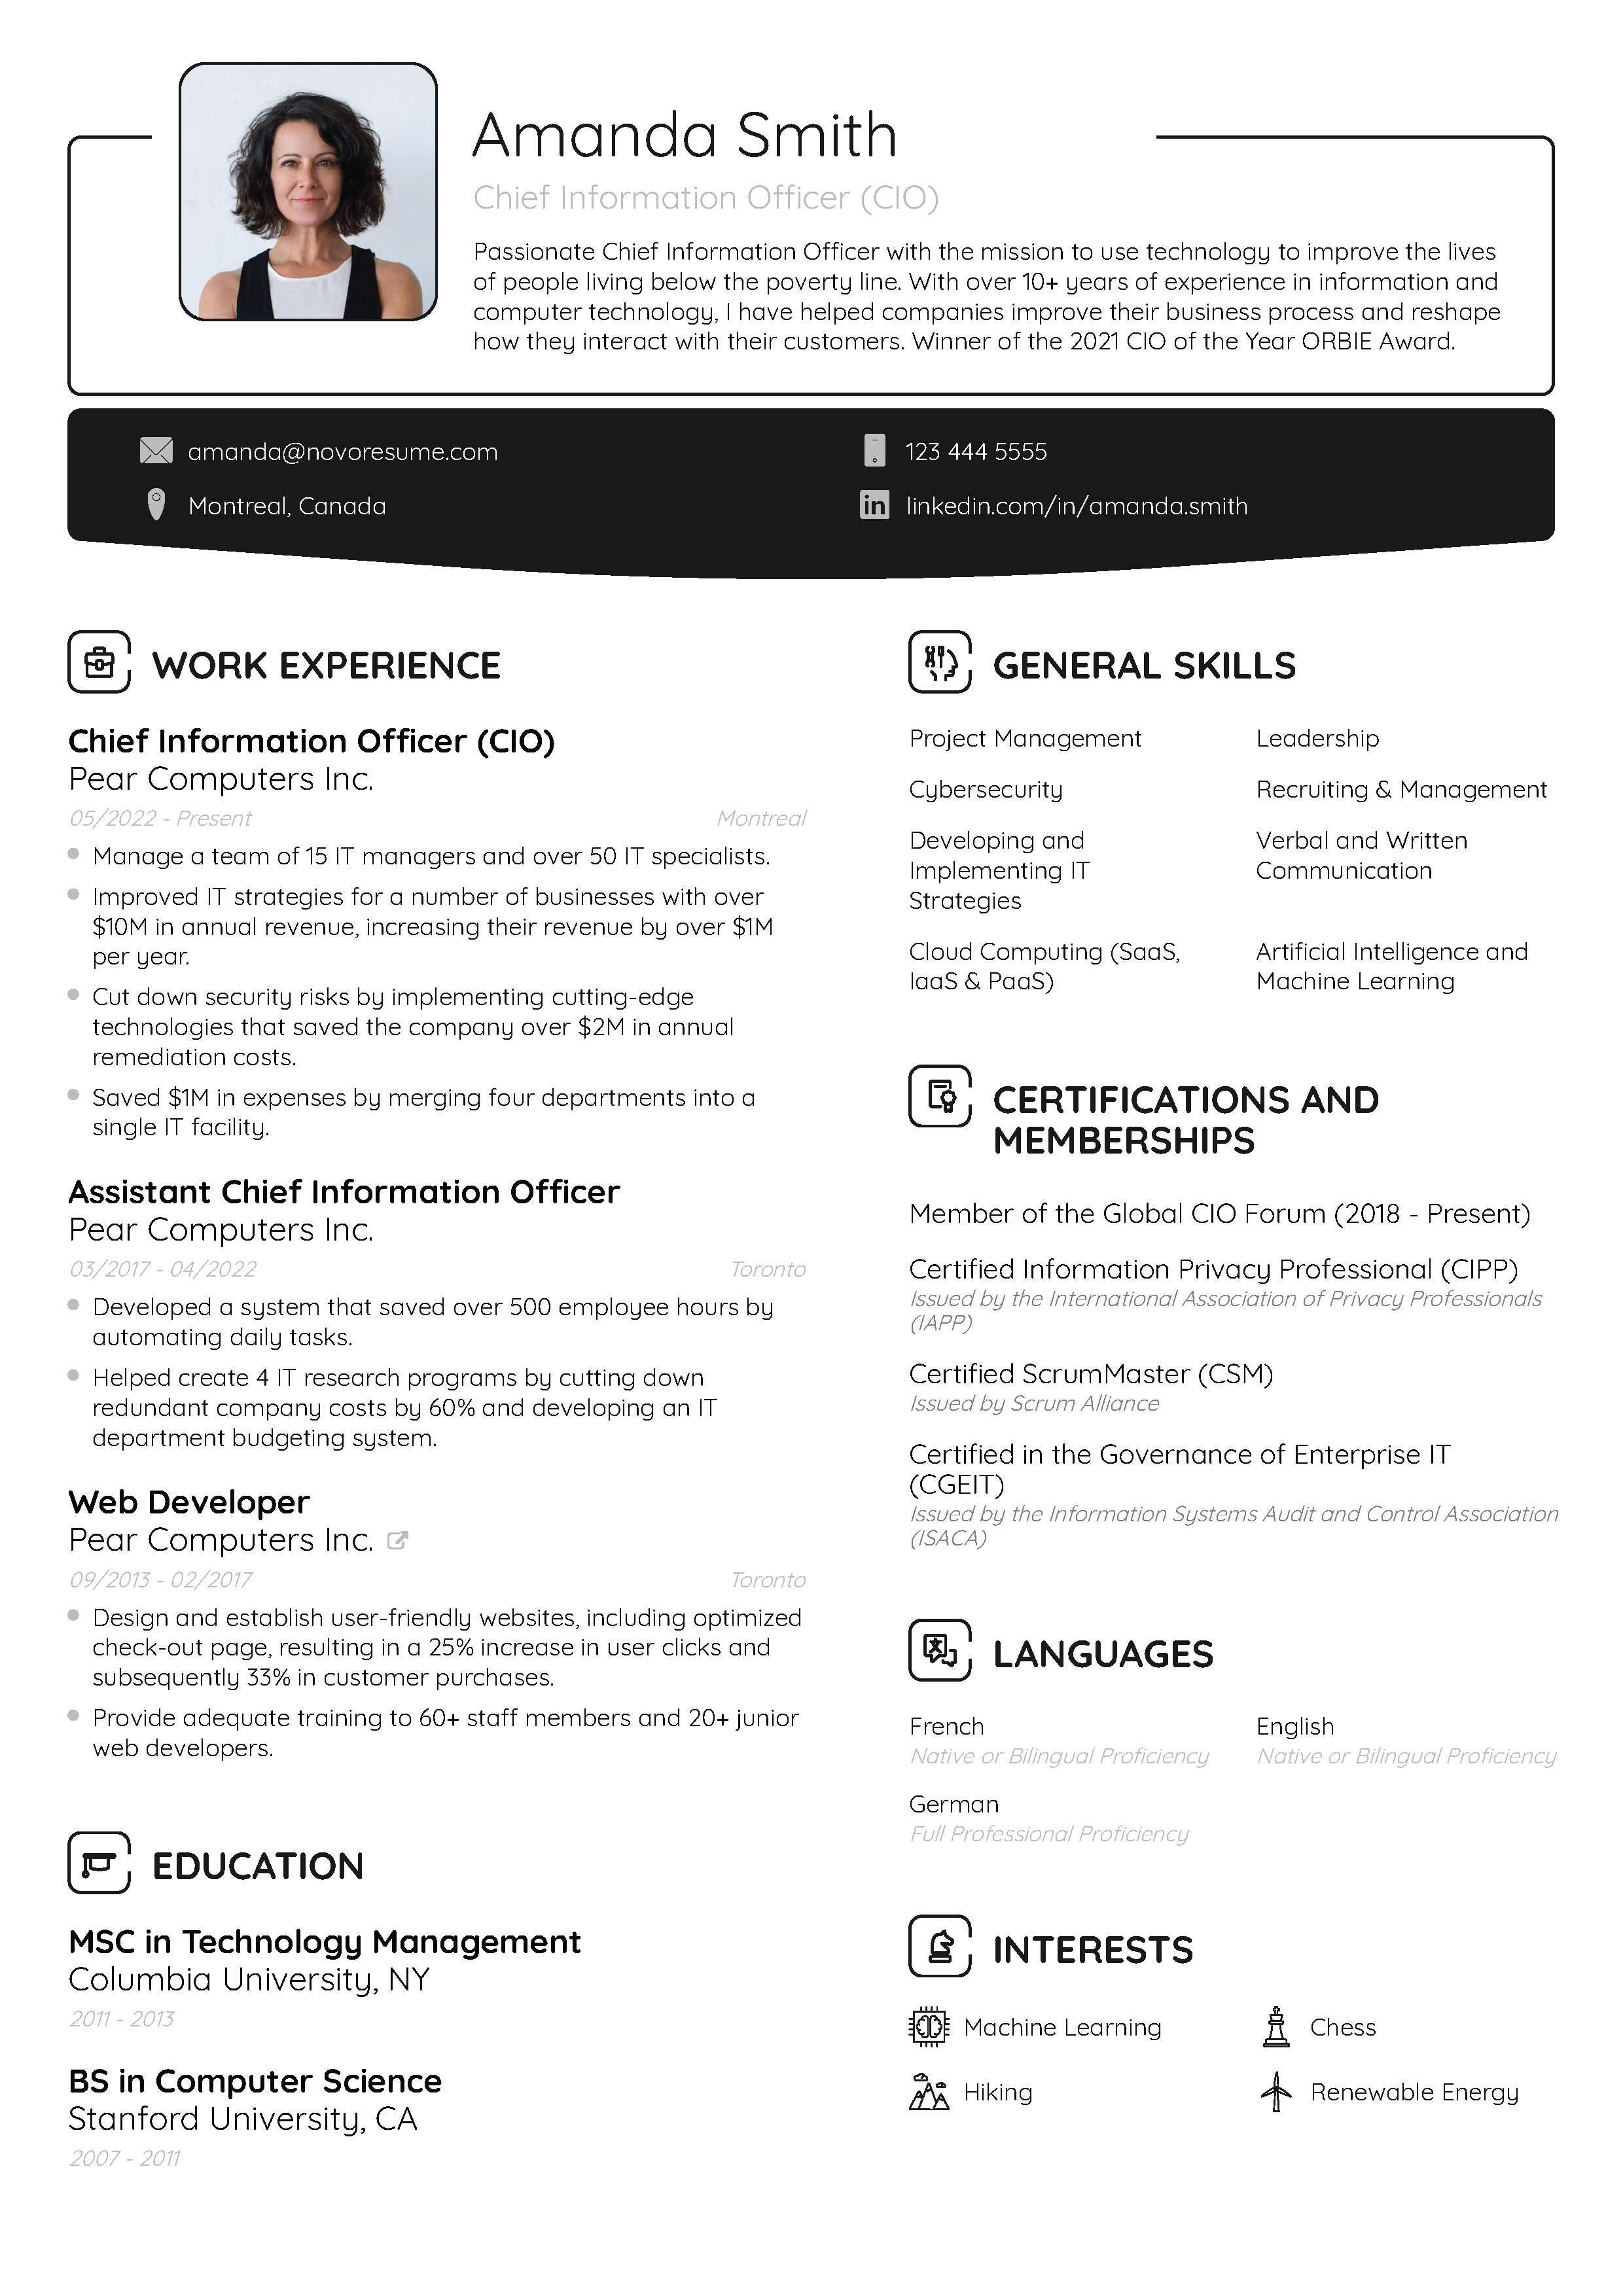 Amanda Smith
Chief Information Officer (CIO)
Passionate Chief Information Officer with the mission to use technology to improve the lives
of people living below the poverty line. With over 10+ years of experience in information and
computer technology, I have helped companies improve their business process and reshape
how they interact with their customers. Winner of the 2021 CIO of the Year ORBIE Award.
amanda@novoresume.com
123 444 5555
Montreal, Canada
linkedin.com/in/amanda.smith
WORK EXPERIENCE
Chief Information Officer (CIO)
Pear Computers Inc.
05/2022 - Present
Montreal
Manage a team of 15 IT managers and over 50 IT specialists.
Improved IT strategies for a number of businesses with over
$10M in annual revenue, increasing their revenue by over $1M
per year.
Cut down security risks by implementing cutting-edge
technologies that saved the company over $2M in annual
remediation costs.
Saved $1M in expenses by merging four departments into a
single IT facility.
Assistant Chief Information Officer
Pear Computers Inc.
03/2017 - 04/2022
Toronto
Developed a system that saved over 500 employee hours by
automating daily tasks.
Helped create 4 IT research programs by cutting down
redundant company costs by 60% and developing an IT
department budgeting system.
Web Developer
Pear Computers Inc.
09/2013 - 02/2017
Toronto
Design and establish user-friendly websites, including optimized
check-out page, resulting in a 25% increase in user clicks and
subsequently 33% in customer purchases.
Provide adequate training to 60+ staff members and 20+ junior
web developers.
EDUCATION
MSC in Technology Management
Columbia University, NY
2011 - 2013
BS in Computer Science
Stanford University, CA
2007 - 2011
GENERAL SKILLS
Project Management
Leadership
Cybersecurity
Recruiting & Management
Developing and
Implementing IT
Strategies
Verbal and Written
Communication
Cloud Computing (SaaS,
IaaS & PaaS)
Artificial Intelligence and
Machine Learning
CERTIFICATIONS AND
MEMBERSHIPS
Member of the Global CIO Forum (2018 - Present)
Certified Information Privacy Professional (CIPP)
Issued by the International Association of Privacy Professionals
(IAPP)
Certified ScrumMaster (CSM)
Issued by Scrum Alliance
Certified in the Governance of Enterprise IT
(CGEIT)
Issued by the Information Systems Audit and Control Association
(ISACA)
LANGUAGES
French
Native or Bilingual Proficiency
English
Native or Bilingual Proficiency
German
Full Professional Proficiency
INTERESTS
Machine Learning
Chess
Hiking
Renewable Energy